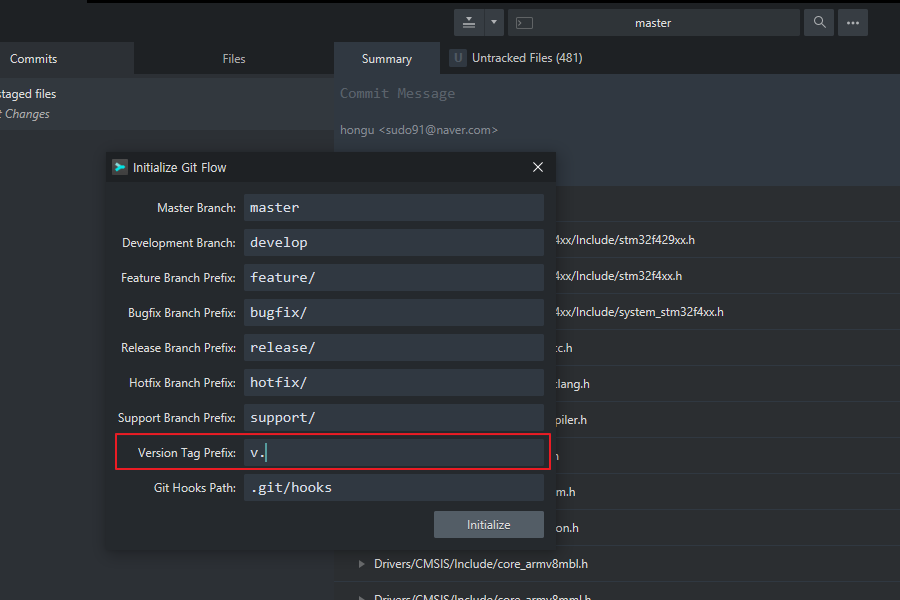 master
Commits
Files
Summary
U
Untracked Files (481)
staged files
Changes
Commit Message
hongu <sudo91@naver.com>
Initialize Git Flow
Master Branch: master
Development Branch: develop
Feature Branch Prefix: feature/
Bugfix Branch Prefix: bugfix/
Release Branch Prefix: release/
Hotfix Branch Prefix: hotfix/
Support Branch Prefix: support/
Version Tag Prefix: v.
Git Hooks Path: .git/hooks
Initialize
4xx/Include/stm32f429xx.h
4xx/Include/stm32f4xx.h
4xx/Include/system_stm32f4xx.h
cc.h
clang.h
piler.h
h
m.h
on.h
Drivers/CMSIS/Include/core_armv8mbl.h
Drivers/CMSIS/Include/core_armv8mml.h